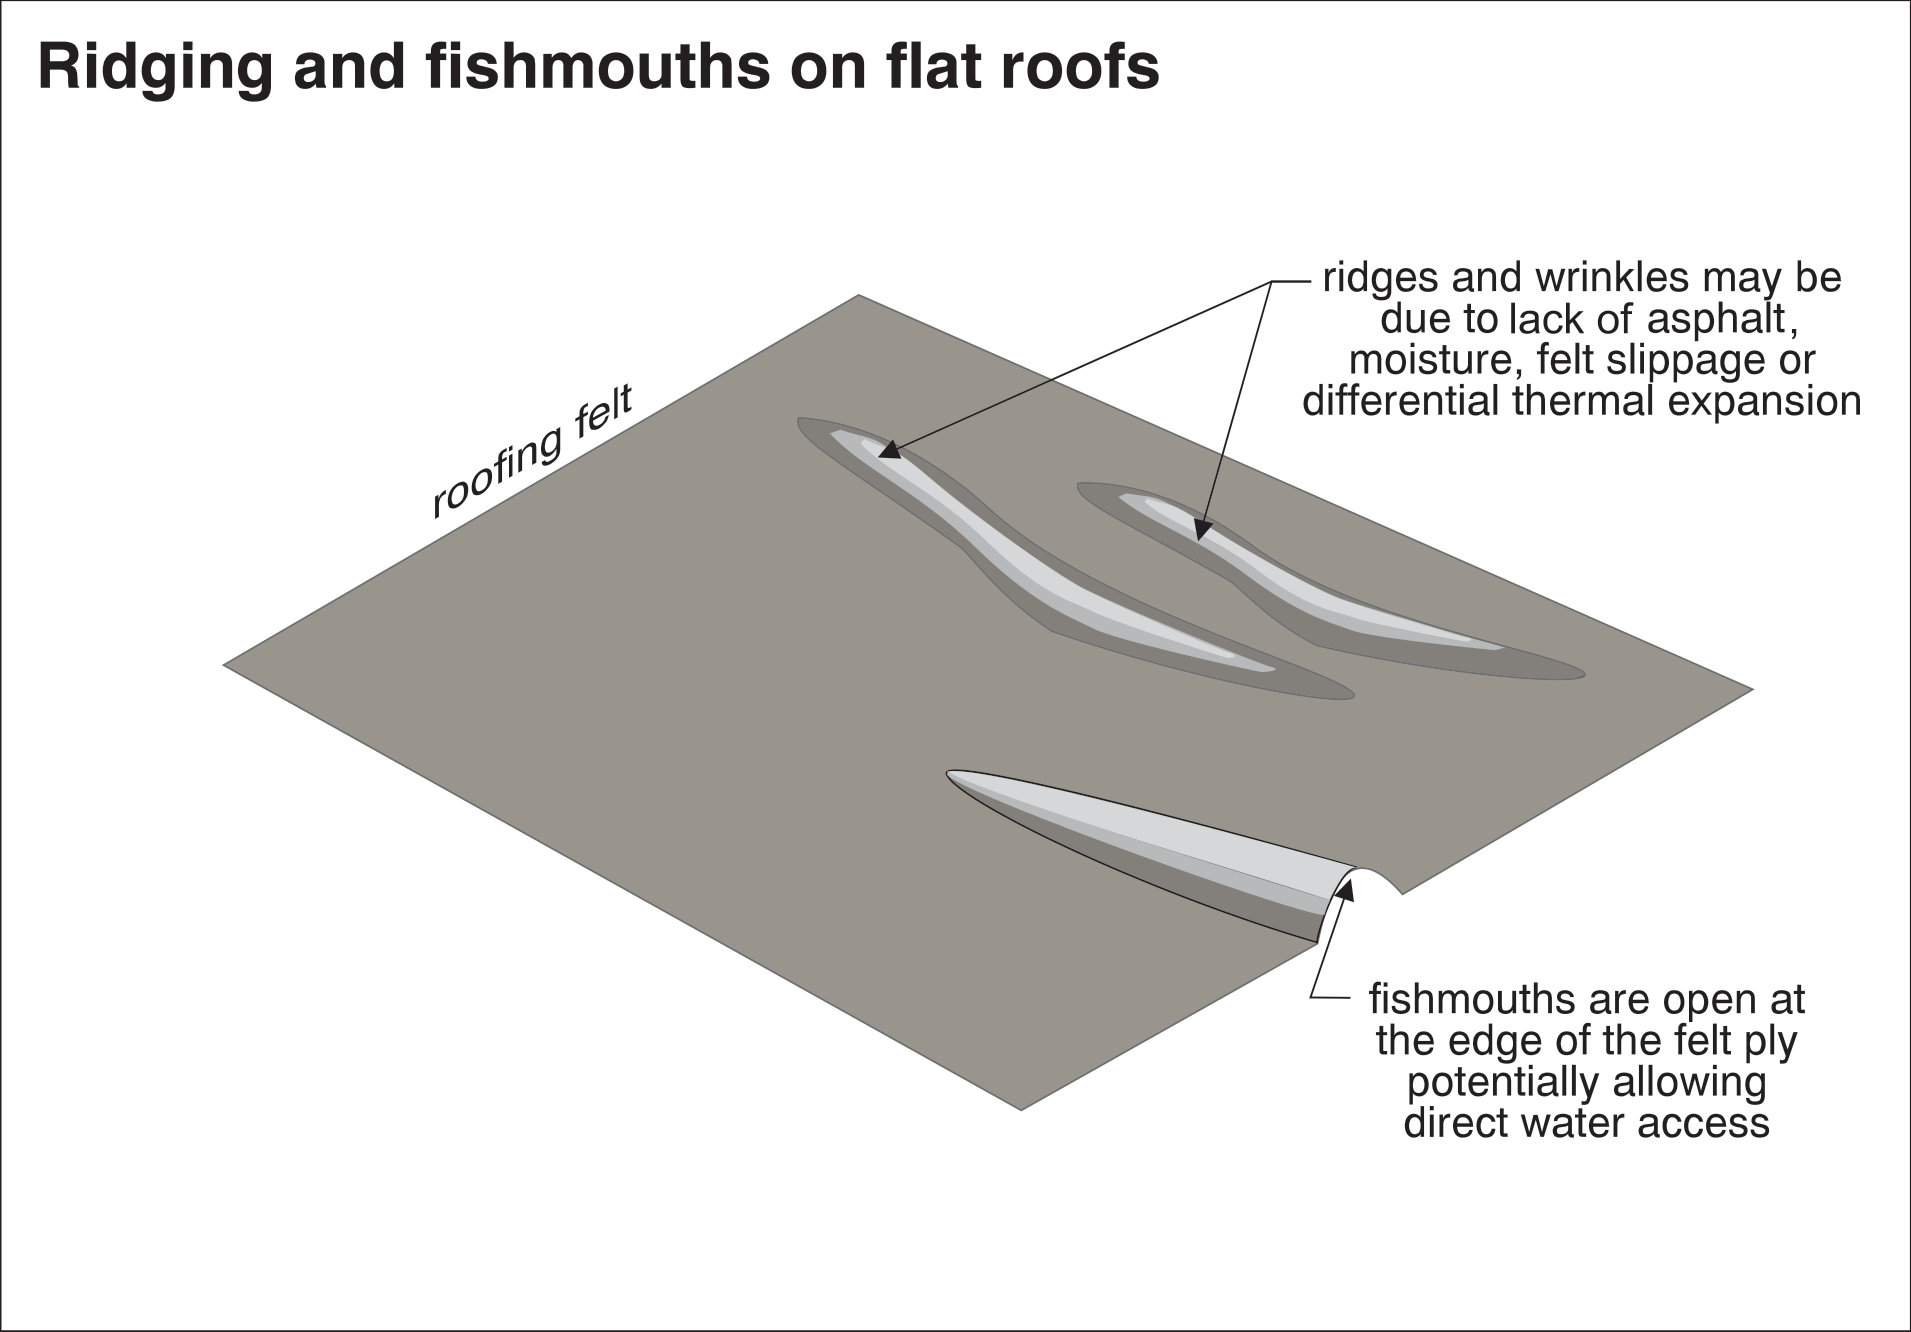 Ridging and fishmouths on flat roofs
ridges and wrinkles may be
due to lack of asphalt,
moisture, felt slippage or
differential thermal expansion
roofing felt
fishmouths are open at
the edge of the felt ply
potentially allowing
direct water access